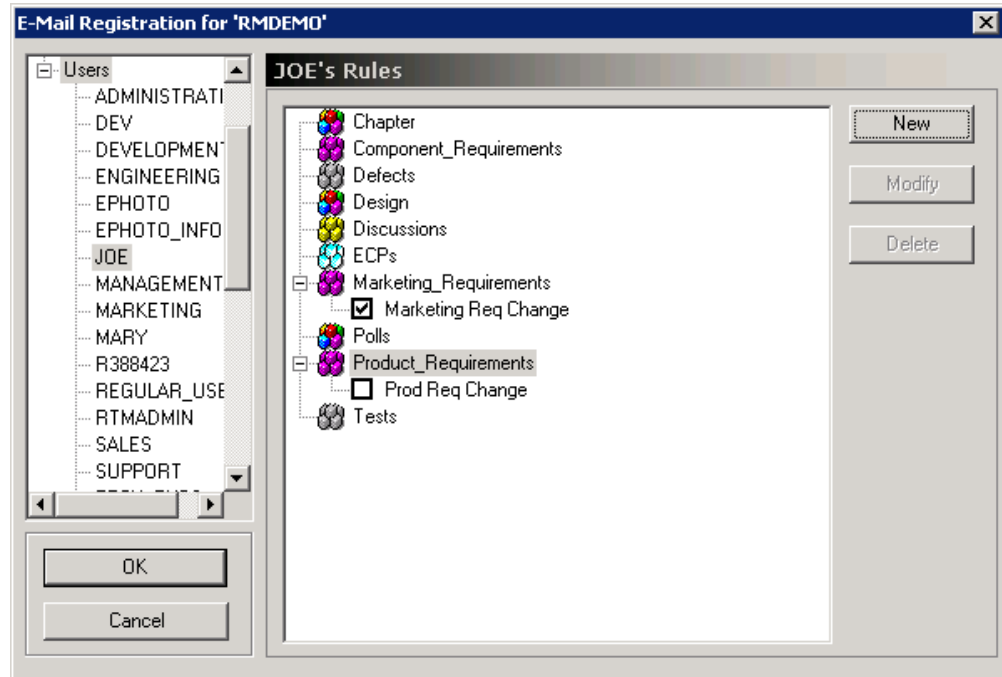 E-Mail Registration for 'RMDEMO'
Users
ADMINISTRATI
DEV
DEVELOPMENT
ENGINEERING
EPHOTO
EPHOTO_INFO
JOE
MANAGEMENT
MARKETING
MARY
R388423
REGULAR_USE
RTMADMIN
SALES
SUPPORT
OK
Cancel
JOE's Rules
Chapter
Component_Requirements
Defects
Design
Discussions
ECPs
Marketing_Requirements
Marketing Req Change
Polls
Product_Requirements
Prod Req Change
Tests
New
Modify
Delete